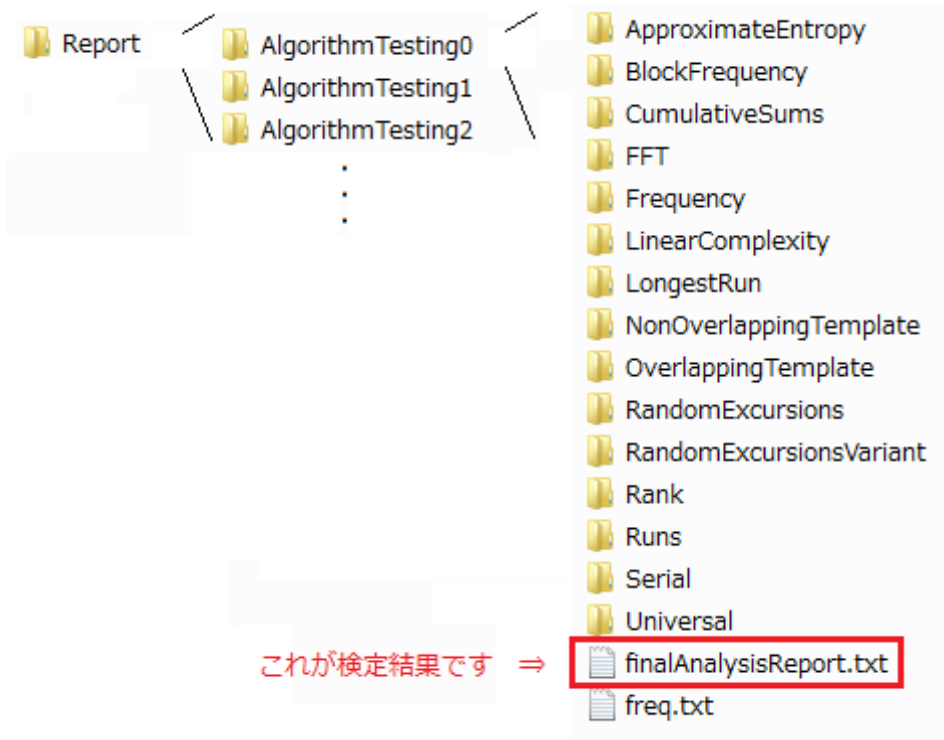 Report
AlgorithmTesting0
AlgorithmTesting1
AlgorithmTesting2
ApproximateEntropy
BlockFrequency
CumulativeSums
FFT
Frequency
LinearComplexity
LongestRun
NonOverlappingTemplate
OverlappingTemplate
RandomExcursions
RandomExcursionsVariant
Rank
Runs
Serial
Universal
これが検定結果です ⇒ finalAnalysisReport.txt
freq.txt